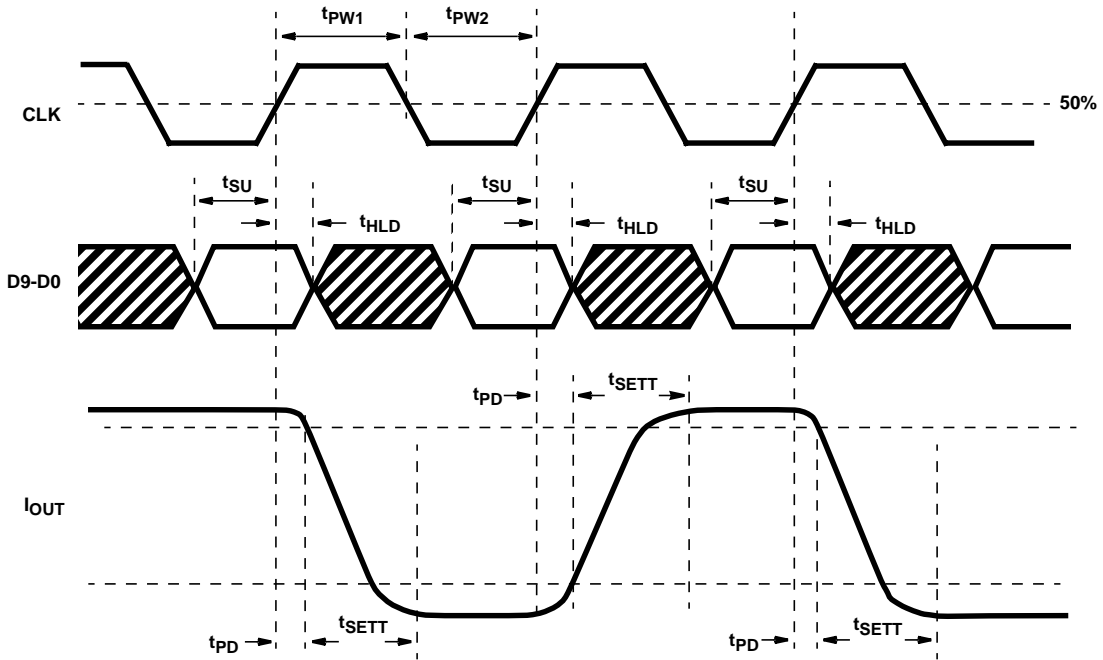 tPW1 tPW2
CLK
50%
tSU tSU tSU
tHLD tHLD tHLD
D9-D0
tPD tSETT
IOUT
tPD tSETT tPD tSETT